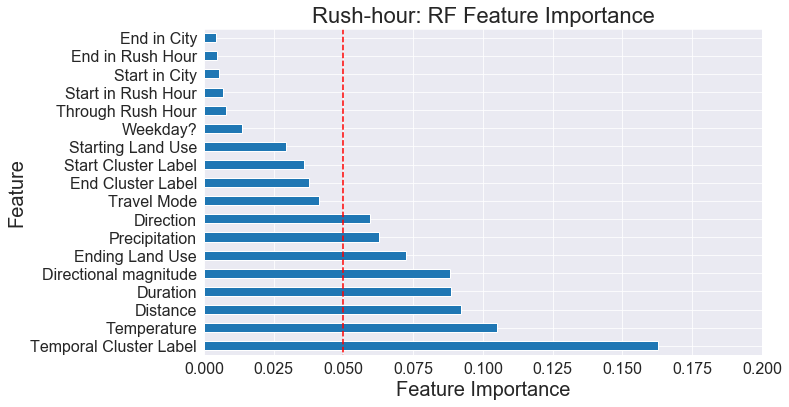 Rush-hour: RF Feature Importance
Feature
End in City
End in Rush Hour
Start in City
Start in Rush Hour
Through Rush Hour
Weekday?
Starting Land Use
Start Cluster Label
End Cluster Label
Travel Mode
Direction
Precipitation
Ending Land Use
Directional magnitude
Duration
Distance
Temperature
Temporal Cluster Label
0.000 0.025 0.050 0.075 0.100 0.125 0.150 0.175 0.200
Feature Importance